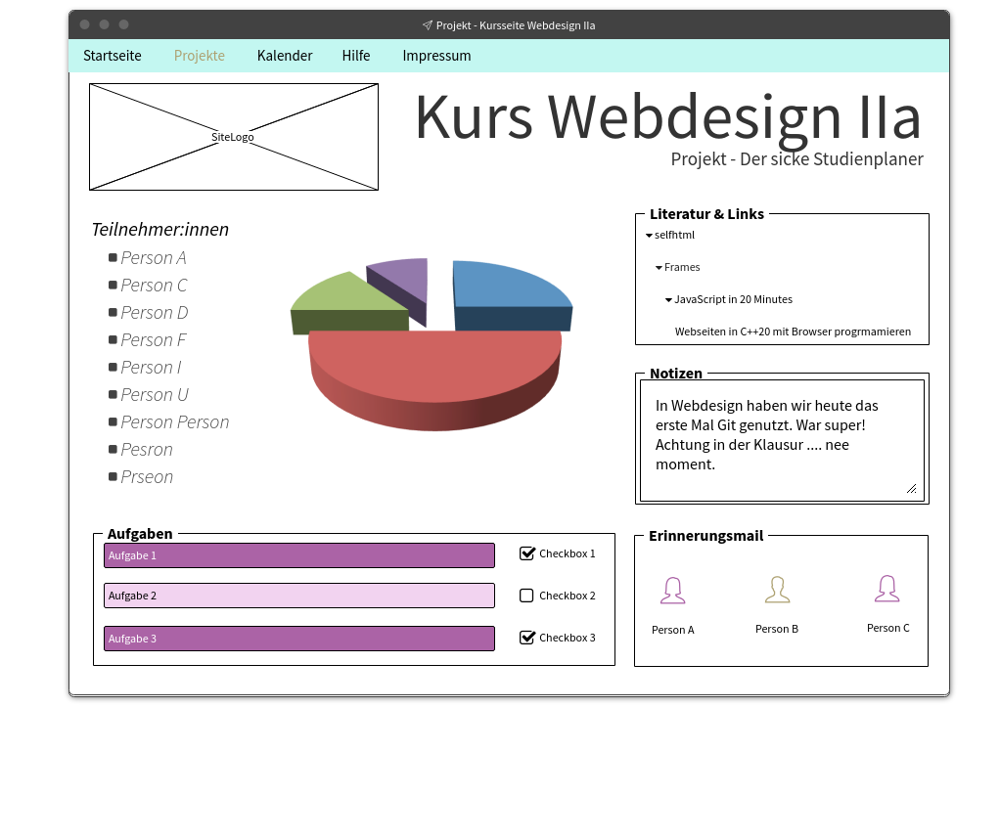 Projekt - Kursseite Webdesign IIa
Startseite Projekte Kalender Hilfe Impressum
SiteLogo
Kurs Webdesign IIa
Projekt - Der sicke Studienplaner
Teilnehmer:innen
Person A
Person C
Person D
Person F
Person I
Person U
Person Person
Pesron
Prseon
Literatur & Links
selfhtml
Frames
JavaScript in 20 Minutes
Webseiten in C++20 mit Browser progrmamieren
Notizen
In Webdesign haben wir heute das
erste Mal Git genutzt. War super!
Achtung in der Klausur .... nee
moment.
Aufgaben
Aufgabe 1 Checkbox 1
Aufgabe 2 Checkbox 2
Aufgabe 3 Checkbox 3
Erinnerungsmail
Person A Person B Person C